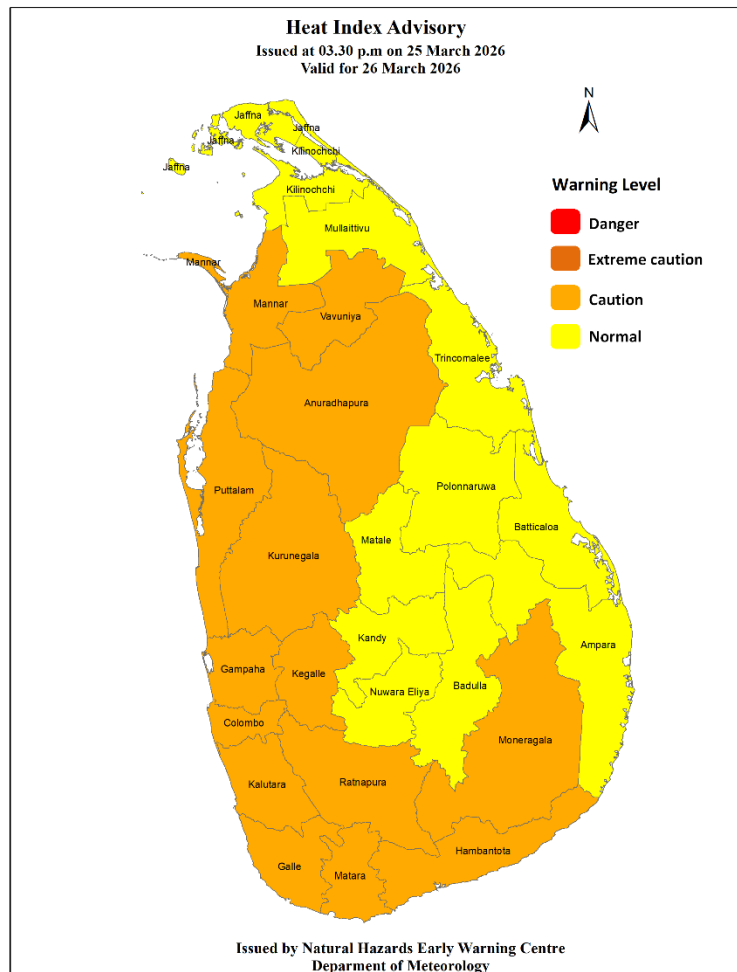 Heat Index Advisory
Issued at 03.30 p.m on 25 March 2026
Valid for 26 March 2026
N
Warning Level
Danger
Extreme caution
Caution
Normal
Jaffna
Jaffna
Jaffna
Kilinochchi
Jaffna
Kilinochchi
Mullaittivu
Mannar
Mannar
Vavuniya
Trincomalee
Anuradhapura
Polonnaruwa
Puttalam
Batticaloa
Matale
Kurunegala
Kandy
Ampara
Gampaha
Kegalle
Nuwara Eliya
Badulla
Colombo
Moneragala
Kalutara
Ratnapura
Hambantota
Galle
Matara
Issued by Natural Hazards Early Warning Centre
Deparment of Meteorology